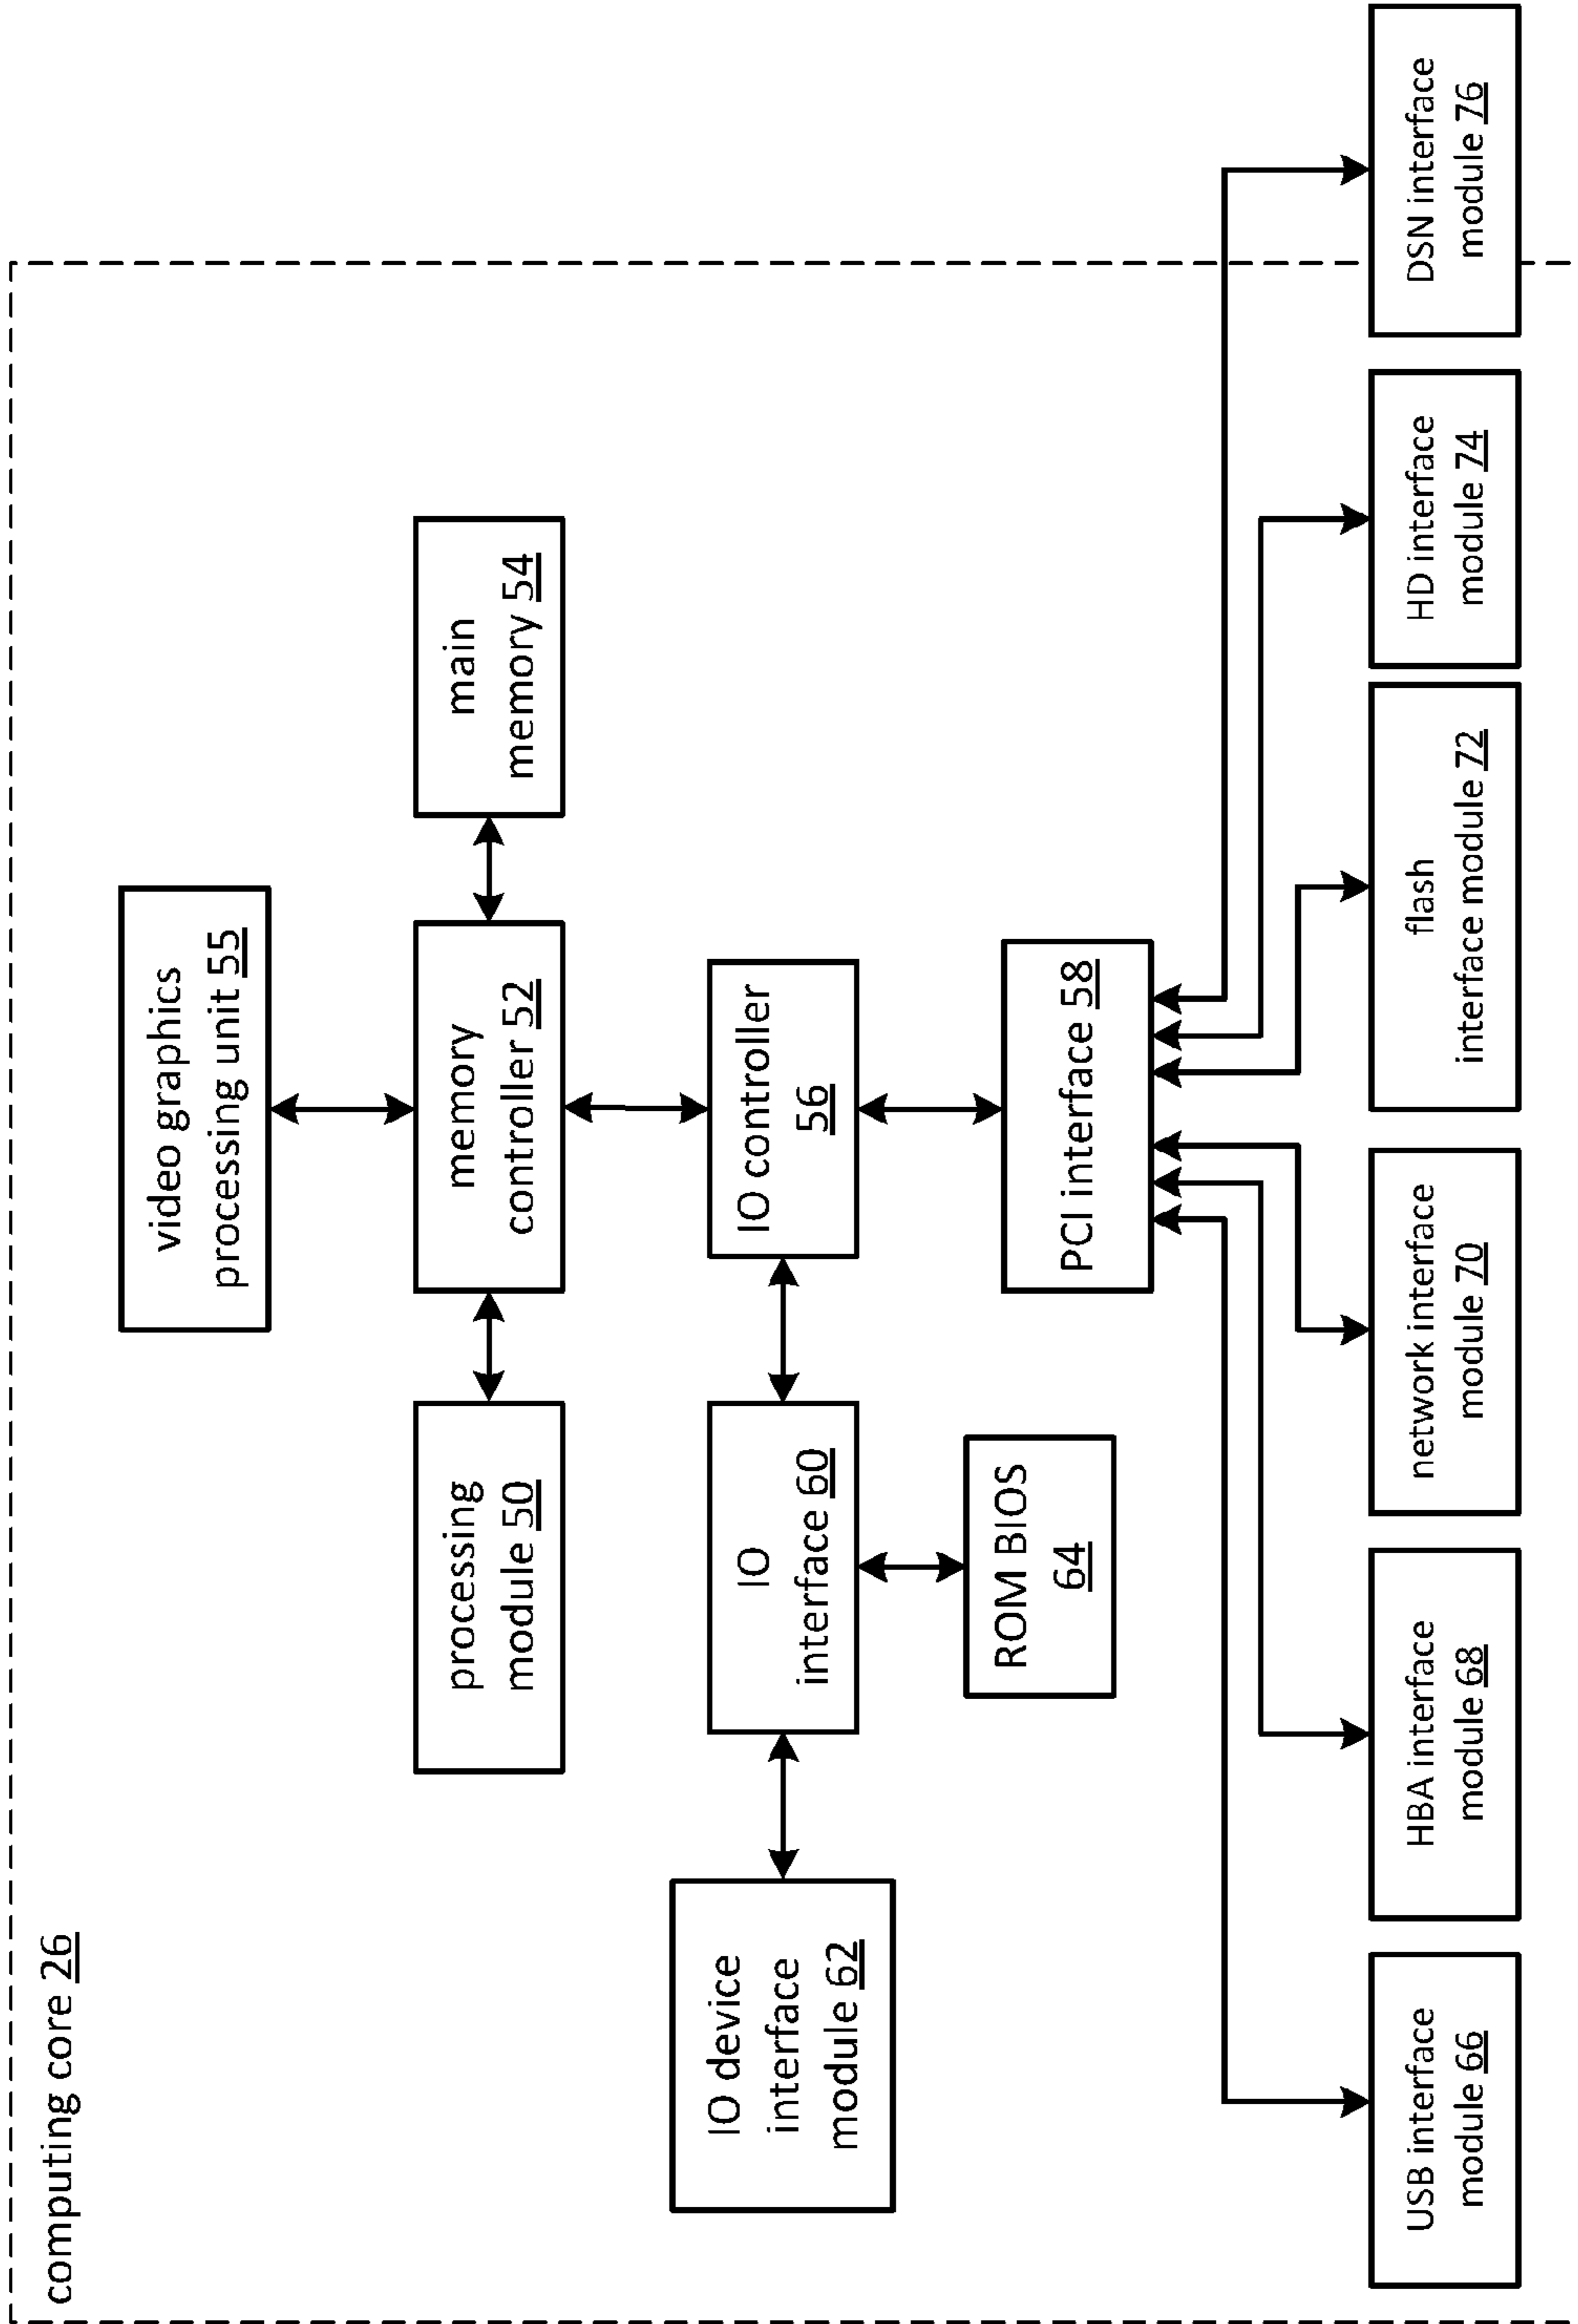 computing core 26
video graphics
processing unit 55
processing
module 50
memory
controller 52
main
memory 54
IO device
interface
module 62
IO
interface 60
IO controller
56
ROM BIOS
64
PCI interface 58
USB interface
module 66
HBA interface
module 68
network interface
module 70
flash
interface module 72
HD interface
module 74
DSN interface
module 76